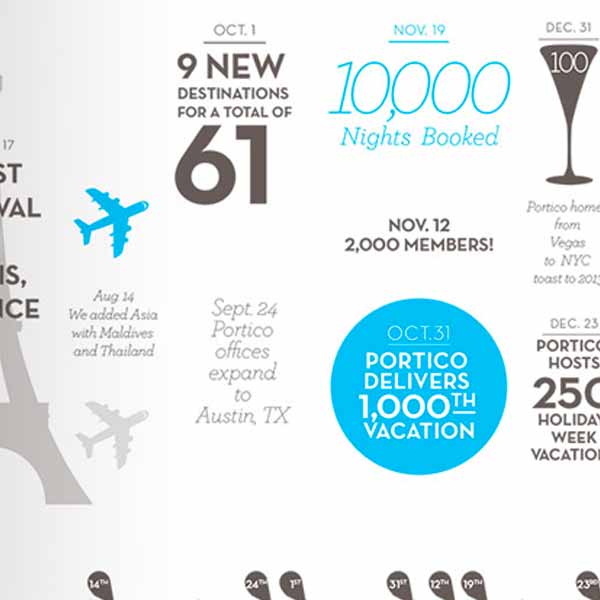 17
ST
VAL
IS,
NCE
Aug 14
We added Asia
with Maldives
and Thailand
OCT. 1
9 NEW
DESTINATIONS
FOR A TOTAL OF
61
Sept. 24
Portico
offices
expand
to
Austin, TX
NOV. 19
10,000
Nights Booked
NOV. 12
2,000 MEMBERS!
OCT.31
PORTICO
DELIVERS
1,000TH
VACATION
DEC. 31
100
Portico home
from
Vegas
to NYC
toast to 2013
DEC. 23
PORTICO
HOSTS
250
HOLIDAY
WEEK
VACATION
14TH
24TH
1ST
31ST
12TH
19TH
23RD